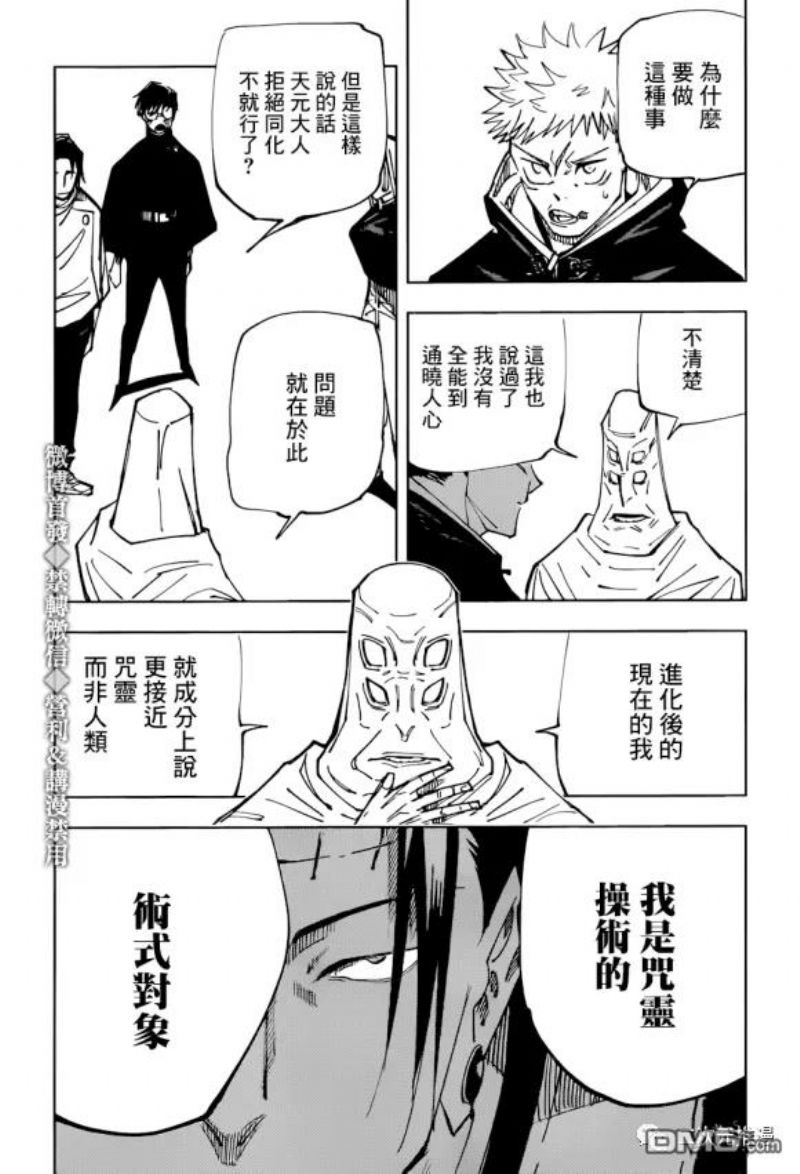 為什麼
要做
這種事
但是這樣
說的話
天元大人
拒絕同化
不就行了?
不清楚
這我也
說過了
我沒有
全能到
通曉人心
問題
就在於此
進化後的
現在的我
就成分上說
更接近
咒靈
而非人類
我是咒靈
操術的
術式對象
微博首發◆禁轉微信◆營利&講漫禁用